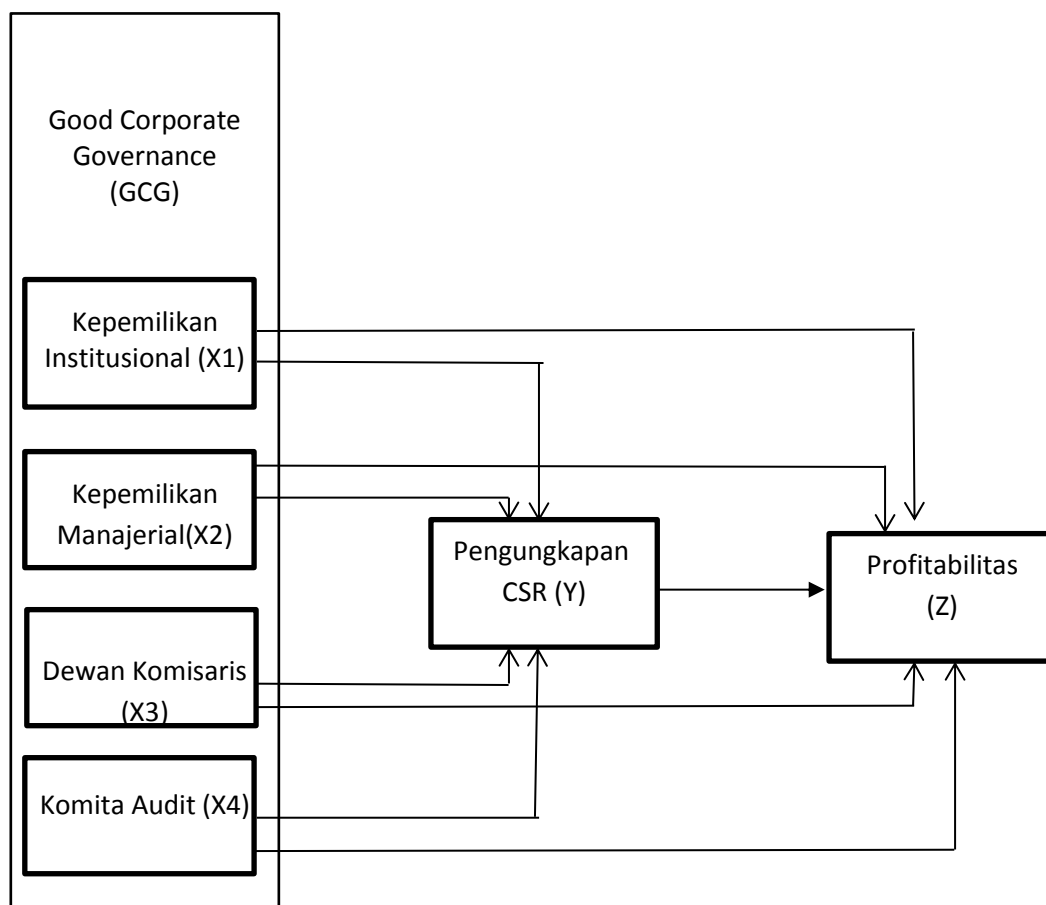 Good Corporate
Governance
(GCG)
Kepemilikan
Institusional (X1)
Kepemilikan
Manajerial(X2)
Pengungkapan
CSR (Y)
Profitabilitas
(Z)
Dewan Komisaris
(X3)
Komita Audit (X4)